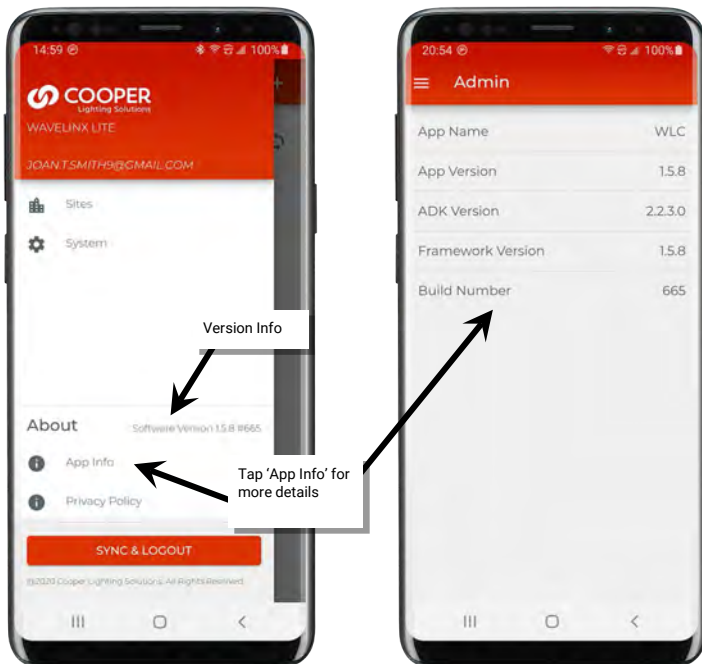 14:59
100%
COOPER
Lighting Solutions
WAVELINX LITE
JOAN.T.SMITH9@GMAIL.COM
Sites
System
Version Info
About
Software Version 1.5.8 #665
App Info
Tap ‘App Info’ for
more details
Privacy Policy
SYNC & LOGOUT
©2020 Cooper Lighting Solutions. All Rights Reserved.
20:54
100%
Admin
App Name WLC
App Version 1.5.8
ADK Version 2.2.3.0
Framework Version 1.5.8
Build Number 665